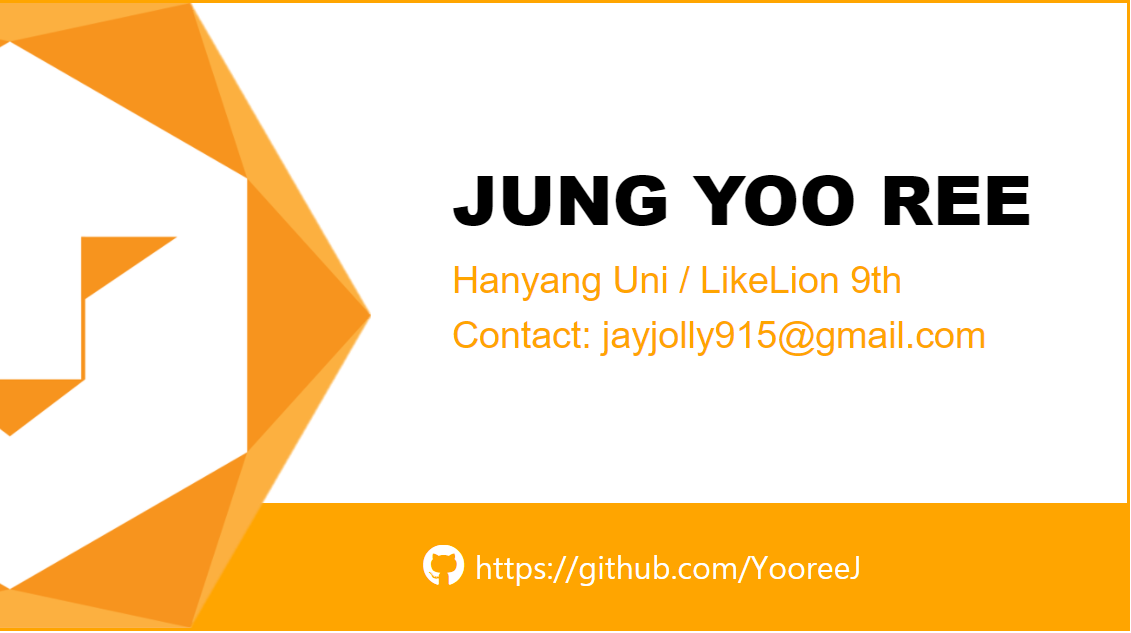 JUNG YOO REE
Hanyang Uni / LikeLion 9th
Contact: jayjolly915@gmail.com
https://github.com/YooreeJ